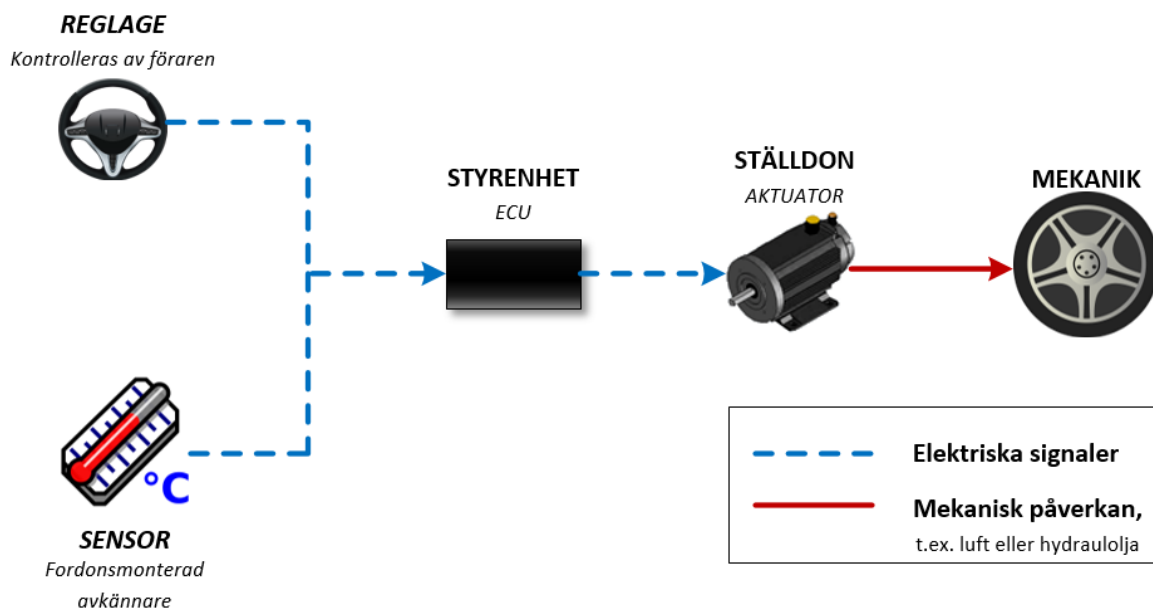 REGLAGE
Kontrolleras av föraren
STYRENHET
ECU
STÄLLDON
AKTUATOR
MEKANIK
°C
SENSOR
Fordonsmonterad
avkännare
Elektriska signaler
Mekanisk påverkan,
t.ex. luft eller hydraulolja